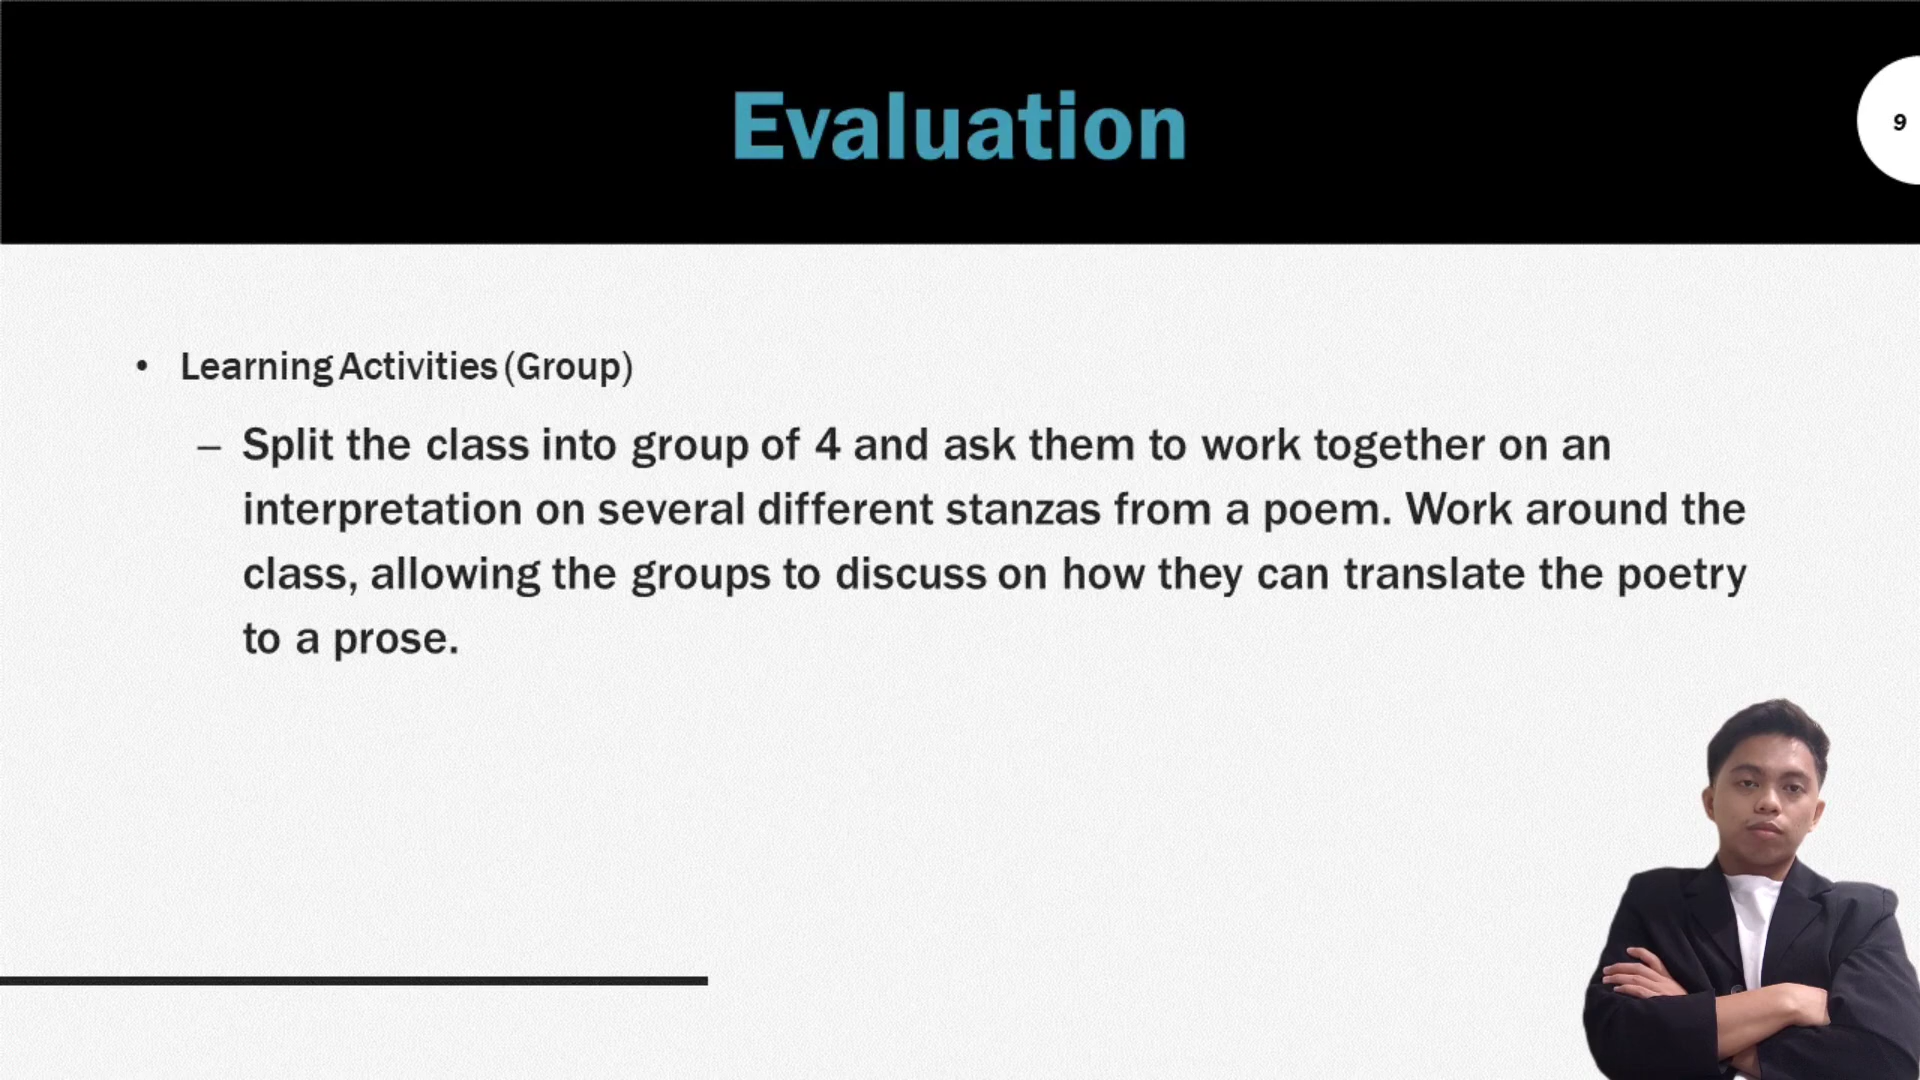 Evaluation
9
• Learning Activities (Group)
– Split the class into group of 4 and ask them to work together on an
interpretation on several different stanzas from a poem. Work around the
class, allowing the groups to discuss on how they can translate the poetry
to a prose.